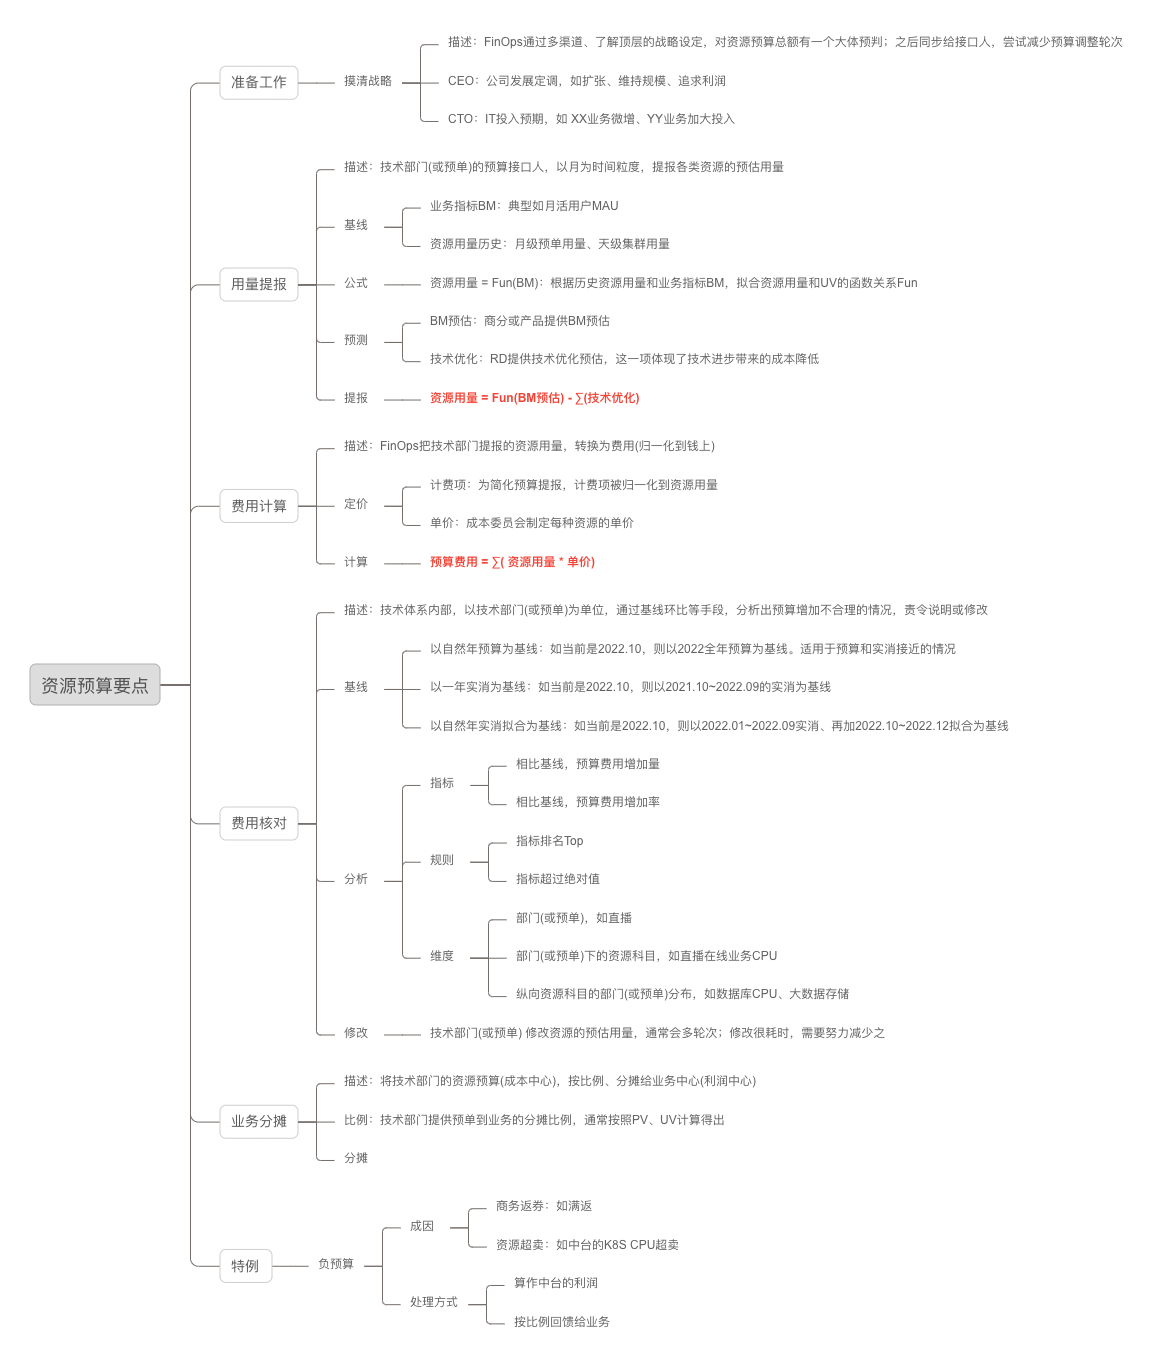 资源预算要点
准备工作
摸清战略
描述：FinOps通过多渠道、了解顶层的战略设定，对资源预算总额有一个大体预判；之后同步给接口人，尝试减少预算调整轮次
CEO：公司发展定调，如扩张、维持规模、追求利润
CTO：IT投入预期，如 XX业务微增、YY业务加大投入
用量提报
描述：技术部门(或预单)的预算接口人，以月为时间粒度，提报各类资源的预估用量
基线
业务指标BM：典型如月活用户MAU
资源用量历史：月级预单用量、天级集群用量
公式
资源用量 = Fun(BM)：根据历史资源用量和业务指标BM，拟合资源用量和UV的函数关系Fun
预测
BM预估：商分或产品提供BM预估
技术优化：RD提供技术优化预估，这一项体现了技术进步带来的成本降低
提报
资源用量 = Fun(BM预估) - ∑(技术优化)
费用计算
描述：FinOps把技术部门提报的资源用量，转换为费用(归一化到钱上)
定价
计费项：为简化预算提报，计费项被归一化到资源用量
单价：成本委员会制定每种资源的单价
计算
预算费用 = ∑( 资源用量 * 单价)
费用核对
描述：技术体系内部，以技术部门(或预单)为单位，通过基线环比等手段，分析出预算增加不合理的情况，责令说明或修改
基线
以自然年预算为基线：如当前是2022.10，则以2022全年预算为基线。适用于预算和实消接近的情况
以一年实消为基线：如当前是2022.10，则以2021.10~2022.09的实消为基线
以自然年实消拟合为基线：如当前是2022.10，则以2022.01~2022.09实消、再加2022.10~2022.12拟合为基线
分析
指标
相比基线，预算费用增加量
相比基线，预算费用增加率
规则
指标排名Top
指标超过绝对值
维度
部门(或预单)，如直播
部门(或预单)下的资源科目，如直播在线业务CPU
纵向资源科目的部门(或预单)分布，如数据库CPU、大数据存储
修改
技术部门(或预单) 修改资源的预估用量，通常会多轮次；修改很耗时，需要努力减少之
业务分摊
描述：将技术部门的资源预算(成本中心)，按比例、分摊给业务中心(利润中心)
比例：技术部门提供预单到业务的分摊比例，通常按照PV、UV计算得出
分摊
特例
负预算
成因
商务返券：如满返
资源超卖：如中台的K8S CPU超卖
处理方式
算作中台的利润
按比例回馈给业务